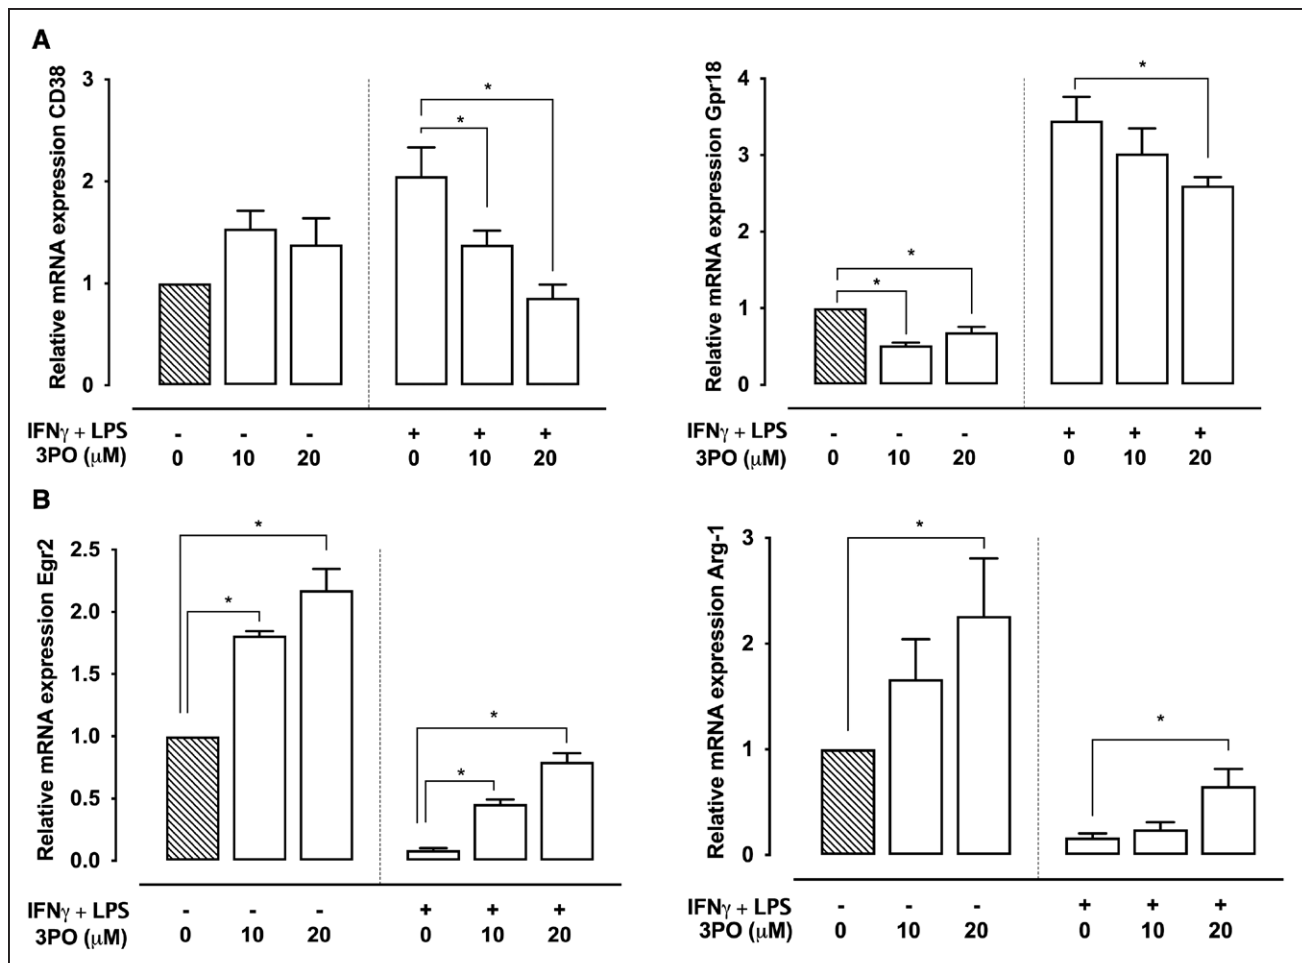 A
Relative mRNA expression CD38
3
2
1
0
*
*
IFNγ + LPS - - - + + +
3PO (μM) 0 10 20 0 10 20
Relative mRNA expression Gpr18
4
3
2
1
0
*
*
*
IFNγ + LPS - - - + + +
3PO (μM) 0 10 20 0 10 20
B
Relative mRNA expression Egr2
2.5
2.0
1.5
1.0
0.5
0.0
*
*
*
*
IFNγ + LPS - - - + + +
3PO (μM) 0 10 20 0 10 20
Relative mRNA expression Arg-1
3
2
1
0
*
*
IFNγ + LPS - - - + + +
3PO (μM) 0 10 20 0 10 20